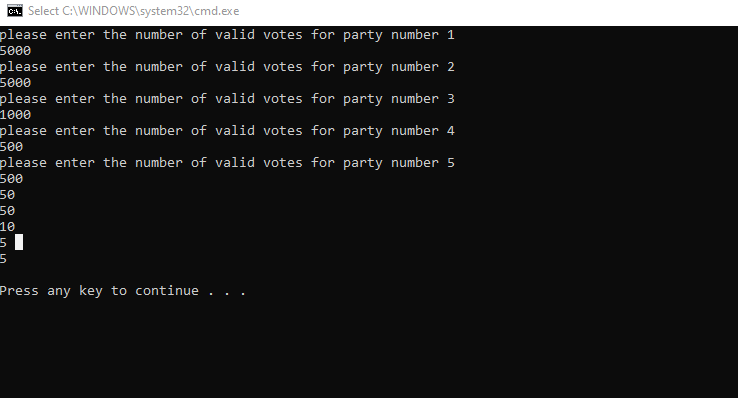 Select C:\WINDOWS\system32\cmd.exe
please enter the number of valid votes for party number 1
5000
please enter the number of valid votes for party number 2
5000
please enter the number of valid votes for party number 3
1000
please enter the number of valid votes for party number 4
500
please enter the number of valid votes for party number 5
500
50
50
10
5
5
Press any key to continue . . .